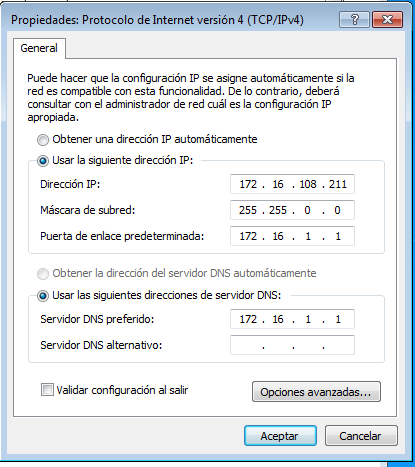 Propiedades: Protocolo de Internet versión 4 (TCP/IPv4)
General
Puede hacer que la configuración IP se asigne automáticamente si la
red es compatible con esta funcionalidad. De lo contrario, deberá
consultar con el administrador de red cuál es la configuración IP
apropiada.
Obtener una dirección IP automáticamente
Usar la siguiente dirección IP:
Dirección IP: 172 . 16 . 108 . 211
Máscara de subred: 255 . 255 . 0 . 0
Puerta de enlace predeterminada: 172 . 16 . 1 . 1
Obtener la dirección del servidor DNS automáticamente
Usar las siguientes direcciones de servidor DNS:
Servidor DNS preferido: 172 . 16 . 1 . 1
Servidor DNS alternativo: . . .
Validar configuración al salir
Opciones avanzadas...
Aceptar Cancelar